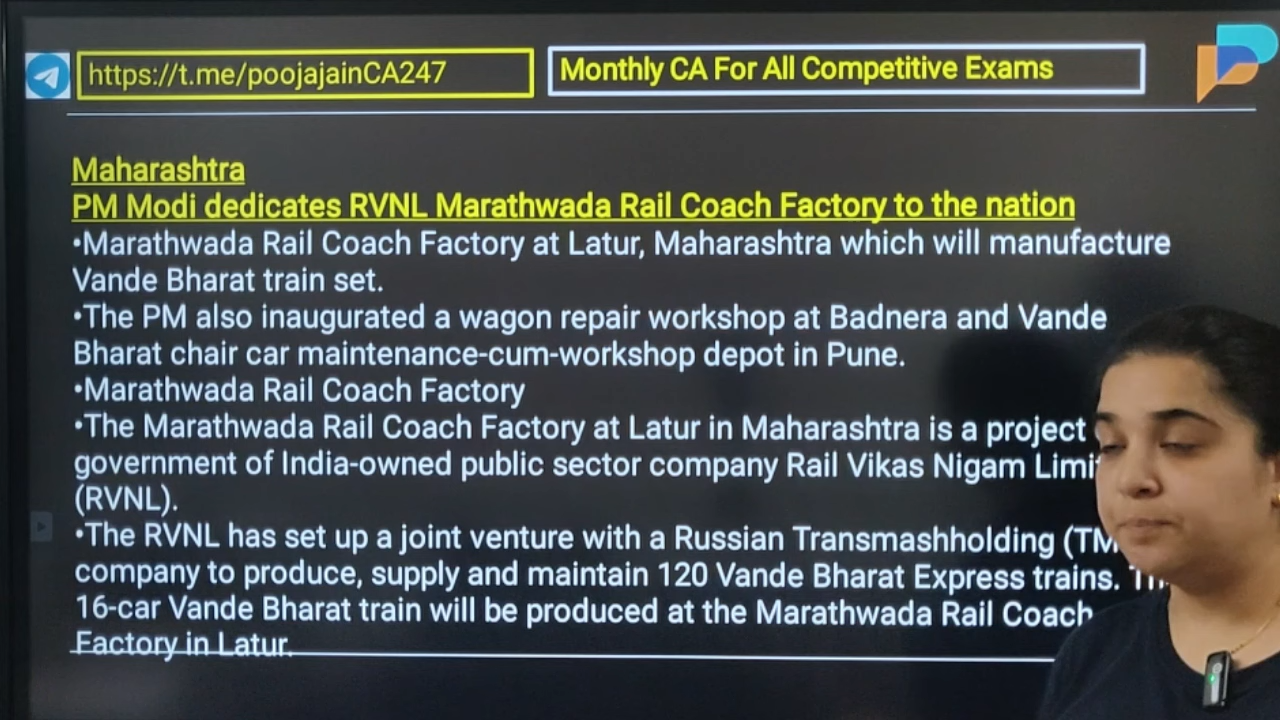 https://t.me/poojajainCA247
Monthly CA For All Competitive Exams
Maharashtra
PM Modi dedicates RVNL Marathwada Rail Coach Factory to the nation
•Marathwada Rail Coach Factory at Latur, Maharashtra which will manufacture
Vande Bharat train set.
•The PM also inaugurated a wagon repair workshop at Badnera and Vande
Bharat chair car maintenance-cum-workshop depot in Pune.
•Marathwada Rail Coach Factory
•The Marathwada Rail Coach Factory at Latur in Maharashtra is a project
government of India-owned public sector company Rail Vikas Nigam
(RVNL).
•The RVNL has set up a joint venture with a Russian Transmashholding
company to produce, supply and maintain 120 Vande Bharat Express trains.
16-car Vande Bharat train will be produced at the Marathwada Rail Coach
Factory in Latur.